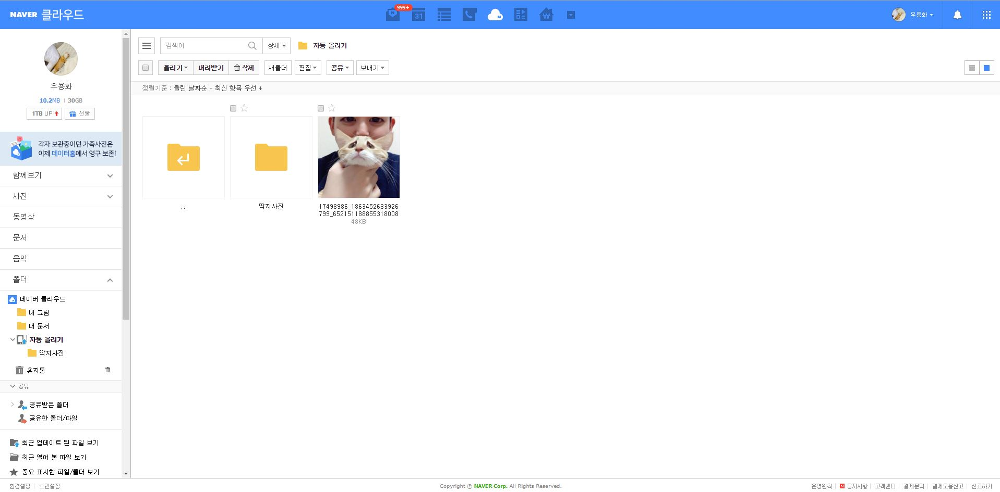 NAVER 클라우드
999+
31
우용화
우용화
10.2MB | 30GB
1TB UP
선물
각자 보관중이던 가족사진은
이제 데이터홈에서 영구 보존!
함께보기
사진
동영상
문서
음악
폴더
네이버 클라우드
내 그림
내 문서
자동 올리기
딱지사진
휴지통
공유
공유받은 폴더
공유한 폴더/파일
최근 업데이트 된 파일 보기
최근 열어 본 파일 보기
중요 표시한 파일/폴더 보기
검색어
상세
자동 올리기
올리기
내려받기
삭제
새폴더
편집
공유
보내기
정렬기준 : 올린 날짜순 - 최신 항목 우선 ↓
..
딱지사진
17498986_1863452633926
799_652151188855318008
48KB
환경설정 | 스킨설정
Copyright © NAVER Corp. All Rights Reserved.
운영원칙 | N 공지사항 | 고객센터 | 결제문의 | 결제도용신고 | 신고하기